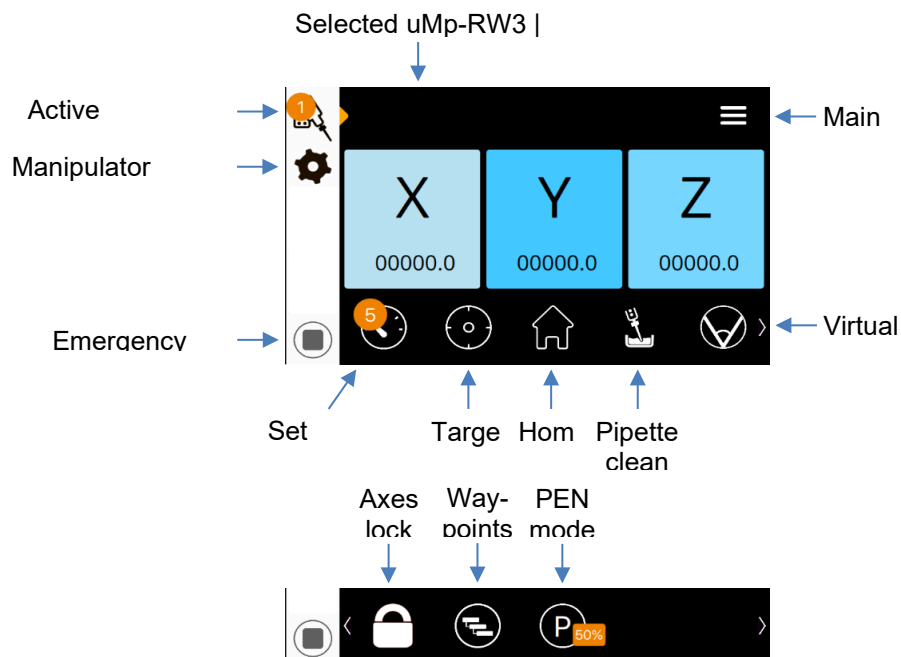 Selected uMp-RW3 |
Active
1
Main
Manipulator
X Y Z
00000.0 00000.0 00000.0
5
Emergency
Virtual
Set Targe Hom Pipette
clean
Axes Way- PEN
lock points mode
P 50%